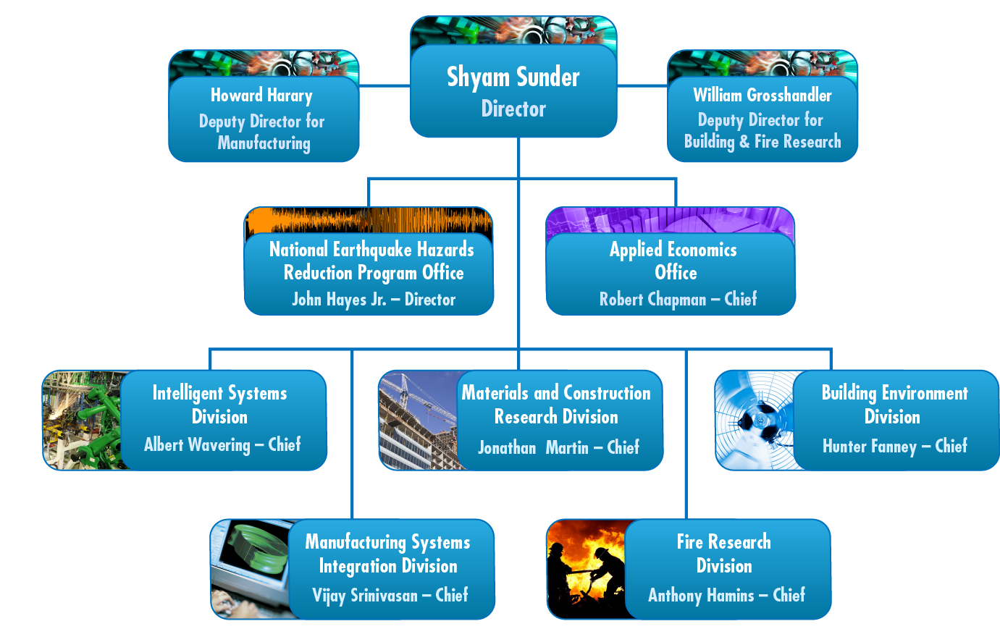 Shyam Sunder
Director
Howard Harary
Deputy Director for
Manufacturing
William Grosshandler
Deputy Director for
Building & Fire Research
National Earthquake Hazards
Reduction Program Office
John Hayes Jr. – Director
Applied Economics
Office
Robert Chapman – Chief
Intelligent Systems
Division
Albert Wavering – Chief
Materials and Construction
Research Division
Jonathan Martin – Chief
Building Environment
Division
Hunter Fanney – Chief
Manufacturing Systems
Integration Division
Vijay Srinivasan – Chief
Fire Research
Division
Anthony Hamins – Chief